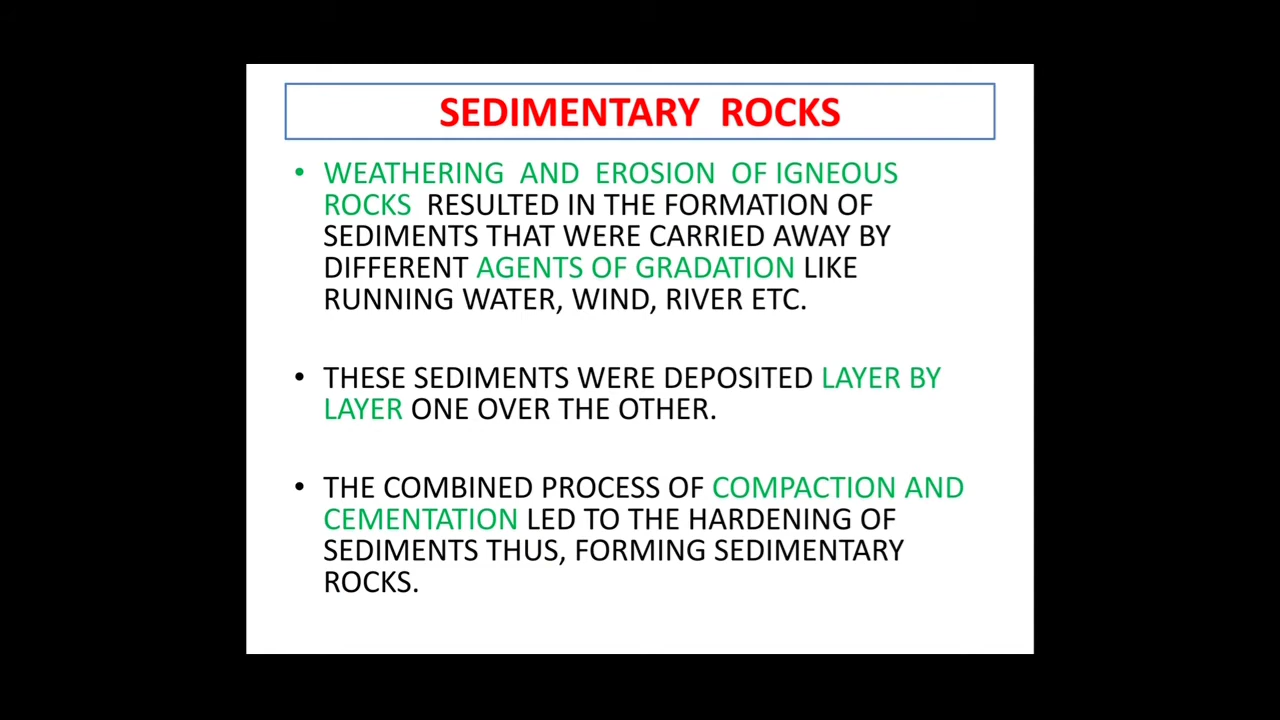 SEDIMENTARY ROCKS
• WEATHERING AND EROSION OF IGNEOUS
ROCKS RESULTED IN THE FORMATION OF
SEDIMENTS THAT WERE CARRIED AWAY BY
DIFFERENT AGENTS OF GRADATION LIKE
RUNNING WATER, WIND, RIVER ETC.
• THESE SEDIMENTS WERE DEPOSITED LAYER BY
LAYER ONE OVER THE OTHER.
• THE COMBINED PROCESS OF COMPACTION AND
CEMENTATION LED TO THE HARDENING OF
SEDIMENTS THUS, FORMING SEDIMENTARY
ROCKS.